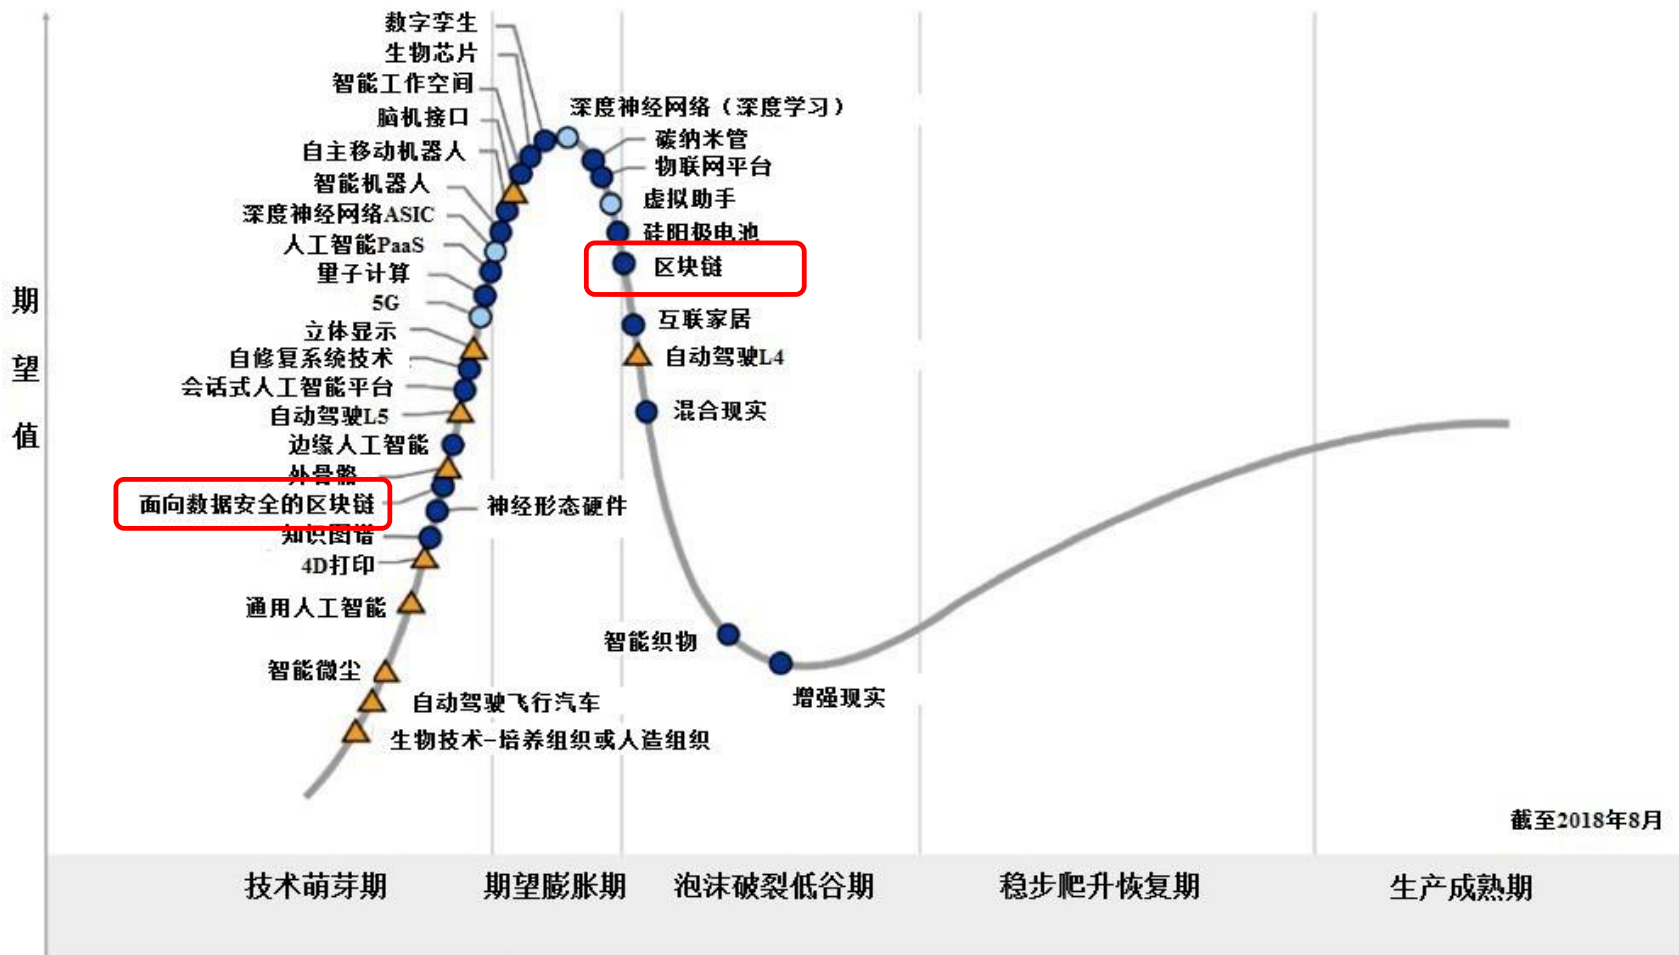 数字孪生
生物芯片
智能工作空间
脑机接口
自主移动机器人
智能机器人
深度神经网络ASIC
人工智能PaaS
量子计算
5G
立体显示
自修复系统技术
会话式人工智能平台
自动驾驶L5
边缘人工智能
外骨骼
面向数据安全的区块链
神经形态硬件
知识图谱
4D打印
通用人工智能
智能微尘
自动驾驶飞行汽车
生物技术-培养组织或人造组织
深度神经网络（深度学习）
碳纳米管
物联网平台
虚拟助手
硅阳极电池
区块链
互联家居
自动驾驶L4
混合现实
智能织物
增强现实
期
望
值
截至2018年8月
技术萌芽期
期望膨胀期
泡沫破裂低谷期
稳步爬升恢复期
生产成熟期